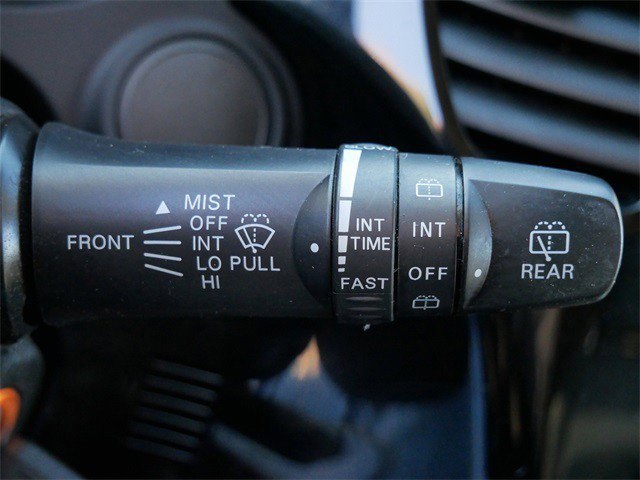 MIST
OFF
FRONT INT
LO PULL
HI
INT
TIME
FAST
INT
OFF
REAR